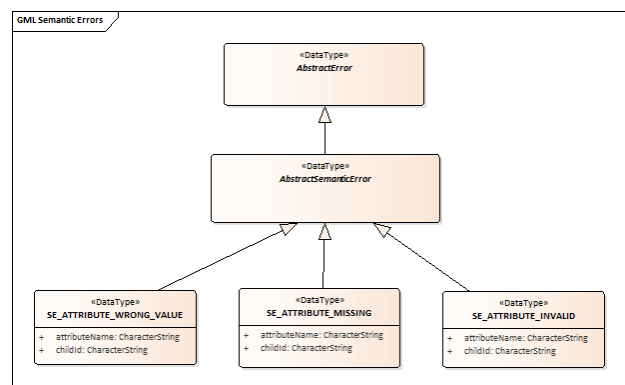 GML Semantic Errors
«DataType»
AbstractError
«DataType»
AbstractSemanticError
«DataType»
SE_ATTRIBUTE_WRONG_VALUE
+ attributeName: CharacterString
+ childId: CharacterString
«DataType»
SE_ATTRIBUTE_MISSING
+ attributeName: CharacterString
+ childId: CharacterString
«DataType»
SE_ATTRIBUTE_INVALID
+ attributeName: CharacterString
+ childId: CharacterString